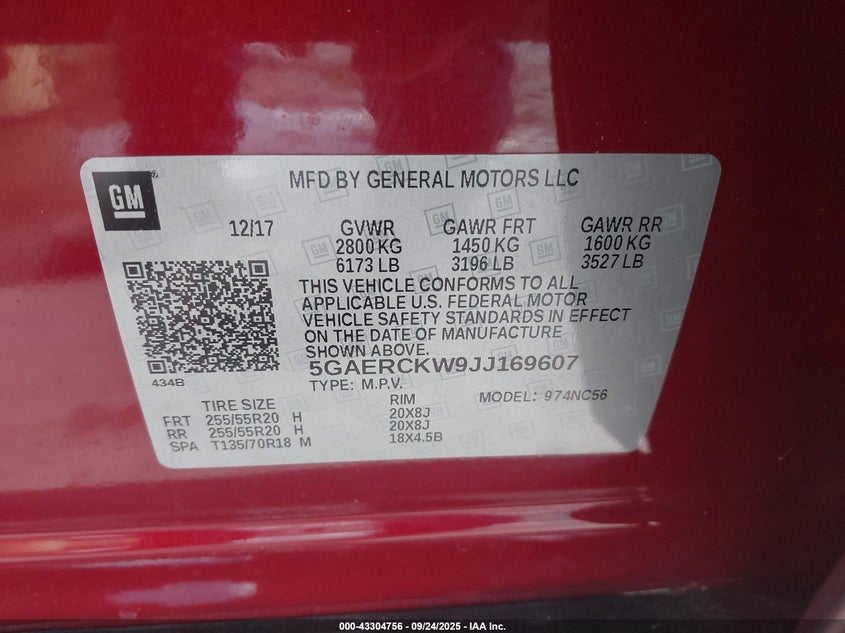 GM
MFD BY GENERAL MOTORS LLC
12/17 GVWR GAWR FRT GAWR RR
2800 KG 1450 KG 1600 KG
6173 LB 3196 LB 3527 LB
THIS VEHICLE CONFORMS TO ALL
APPLICABLE U.S. FEDERAL MOTOR
VEHICLE SAFETY STANDARDS IN EFFECT
ON THE DATE OF MANUFACTURE
SHOWN ABOVE.
434B
5GAERCKW9JJ169607
TYPE: M.P.V.
TIRE SIZE RIM MODEL: 974NC56
FRT 255/55R20 H 20X8J
RR 255/55R20 H 20X8J
SPA T135/70R18 M 18X4.5B
000-43304756 - 09/24/2025 - IAA Inc.